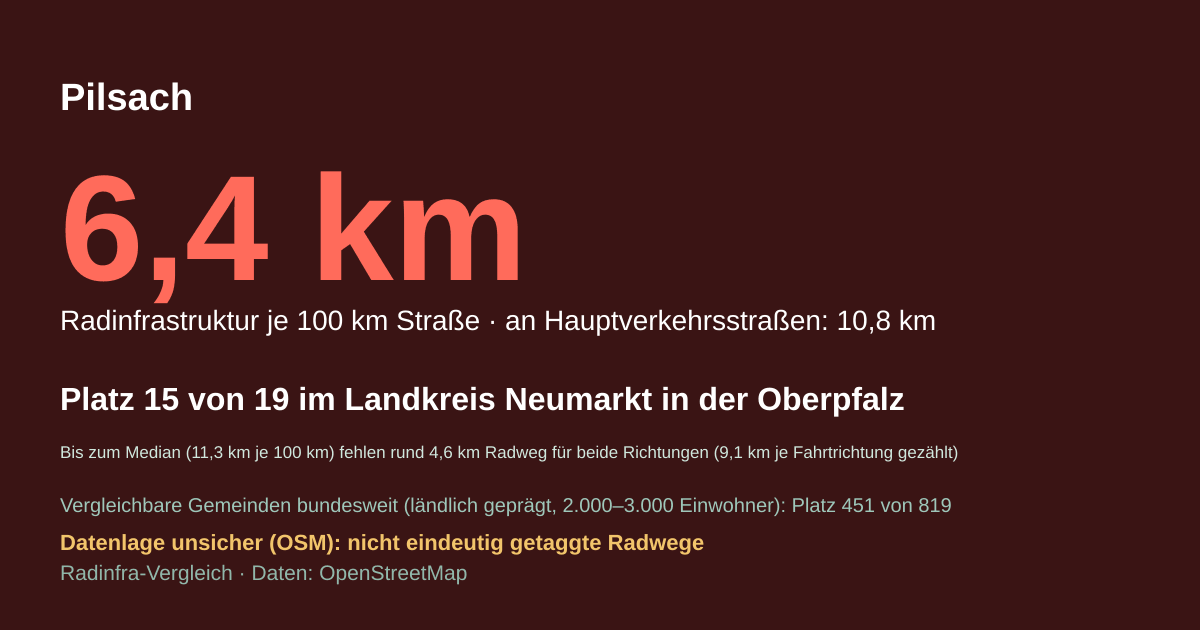 Pilsach
6,4 km
Radinfrastruktur je 100 km Straße · an Hauptverkehrsstraßen: 10,8 km
Platz 15 von 19 im Landkreis Neumarkt in der Oberpfalz
Bis zum Median (11,3 km je 100 km) fehlen rund 4,6 km Radweg für beide Richtungen (9,1 km je Fahrtrichtung gezählt)
Vergleichbare Gemeinden bundesweit (ländlich geprägt, 2.000–3.000 Einwohner): Platz 451 von 819
Datenlage unsicher (OSM): nicht eindeutig getaggte Radwege
Radinfra-Vergleich · Daten: OpenStreetMap